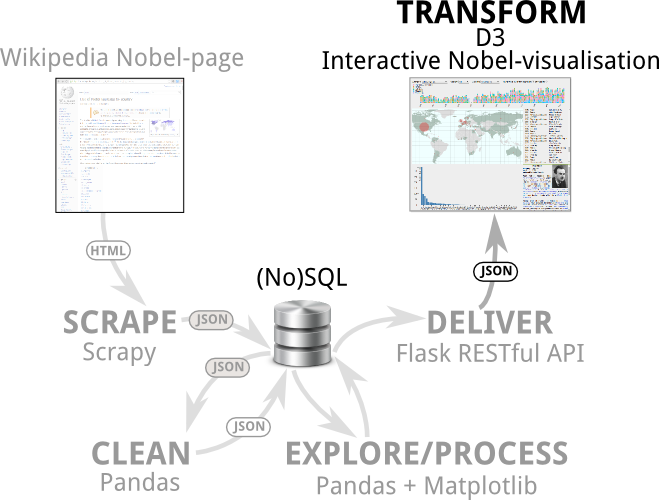 TRANSFORM
D3
Interactive Nobel-visualisation
Wikipedia Nobel-page
HTML
JSON
(No)SQL
SCRAPE
Scrapy
JSON
DELIVER
Flask RESTful API
JSON
JSON
CLEAN
Pandas
EXPLORE/PROCESS
Pandas + Matplotlib